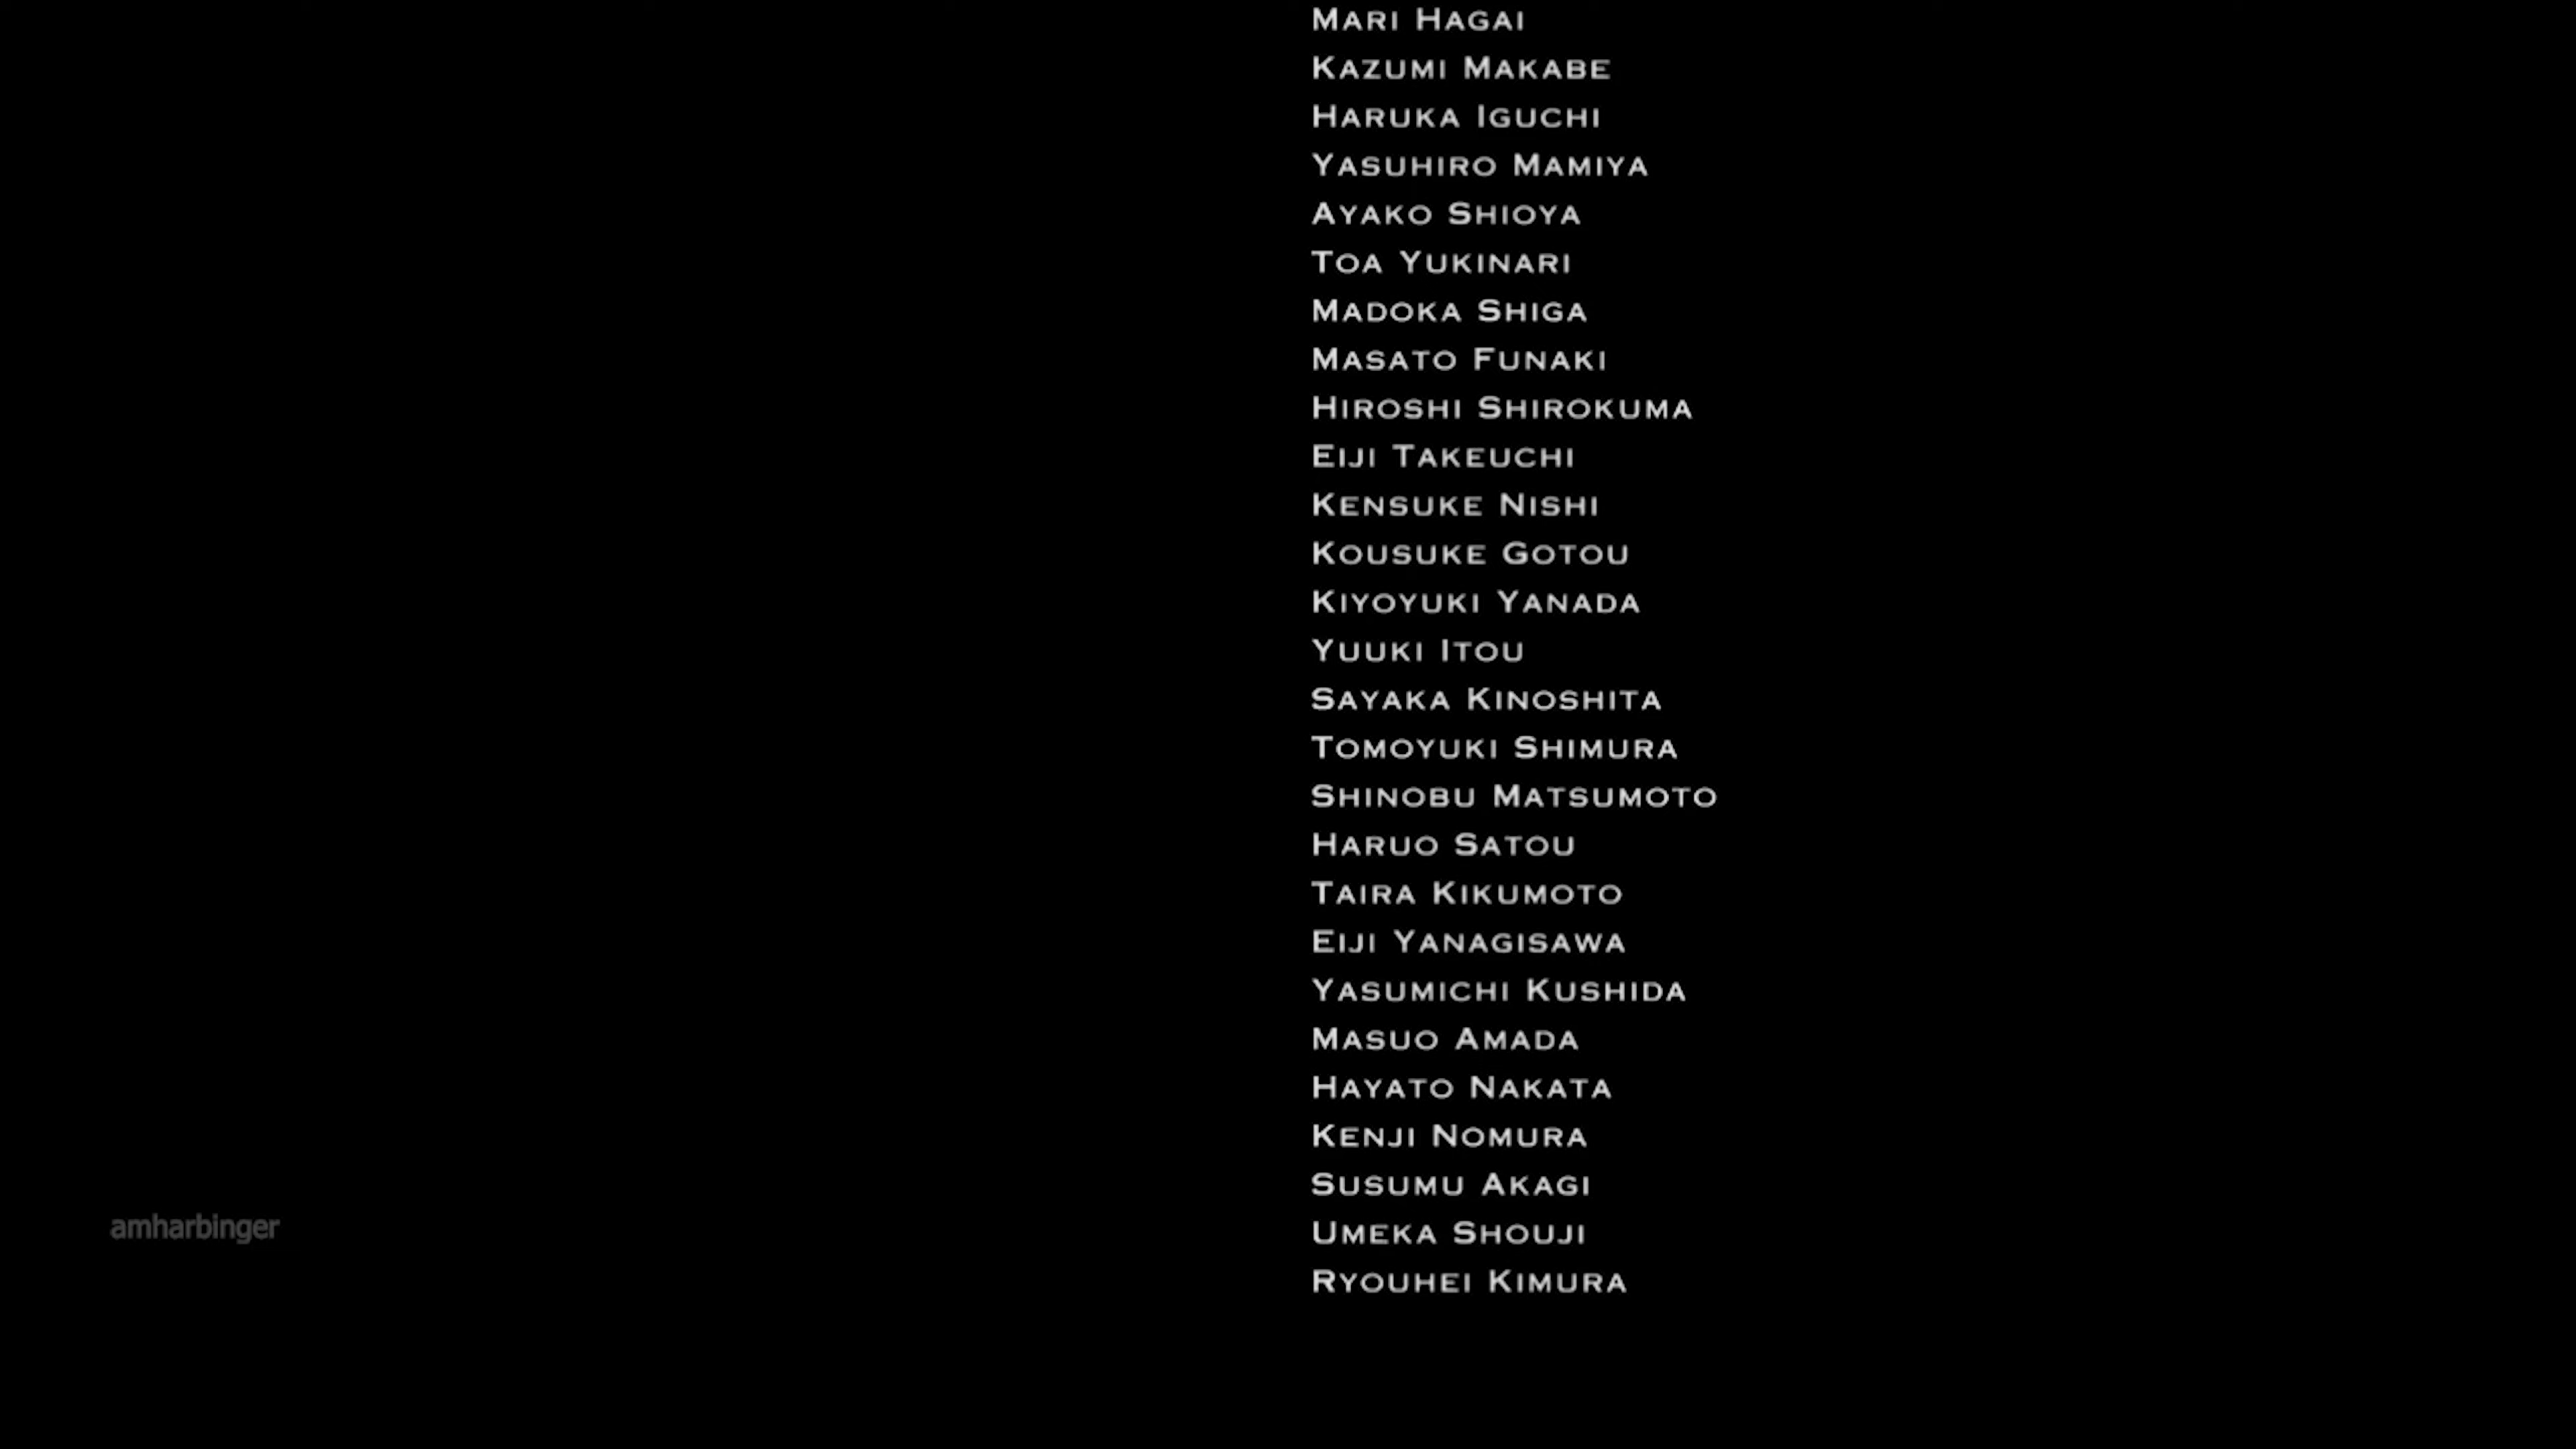 MARI HAGAI
KAZUMI MAKABE
HARUKA IGUCHI
YASUHIRO MAMIYA
AYAKO SHIOYA
TOA YUKINARI
MADOKA SHIGA
MASATO FUNAKI
HIROSHI SHIROKUMA
EIJI TAKEUCHI
KENSUKE NISHI
KOUSUKE GOTOU
KIYOYUKI YANADA
YUUKI ITOU
SAYAKA KINOSHITA
TOMOYUKI SHIMURA
SHINOBU MATSUMOTO
HARUO SATOU
TAIRA KIKUMOTO
EIJI YANAGISAWA
YASUMICHI KUSHIDA
MASUO AMADA
HAYATO NAKATA
KENJI NOMURA
SUSUMU AKAGI
UMEKA SHOUJI
RYOUHEI KIMURA
amharbinger